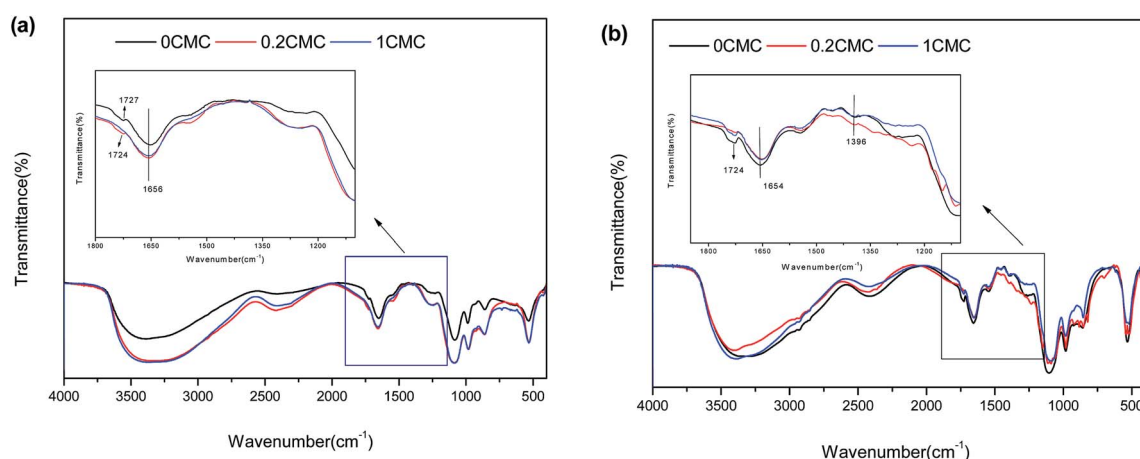 (a)
0CMC 0.2CMC 1CMC
Transmittance(%)
1727
1724
1656
Transmittance(%)
1800 1650 1500 1350 1200
Wavenumber(cm-1)
4000 3500 3000 2500 2000 1500 1000 500
Wavenumber(cm⁻¹)
(b)
0CMC 0.2CMC 1CMC
Transmittance(%)
1724
1654
1396
Transmittance(%)
1800 1650 1500 1350 1200
Wavenumber(cm-1)
4000 3500 3000 2500 2000 1500 1000 500
Wavenumber(cm⁻¹)